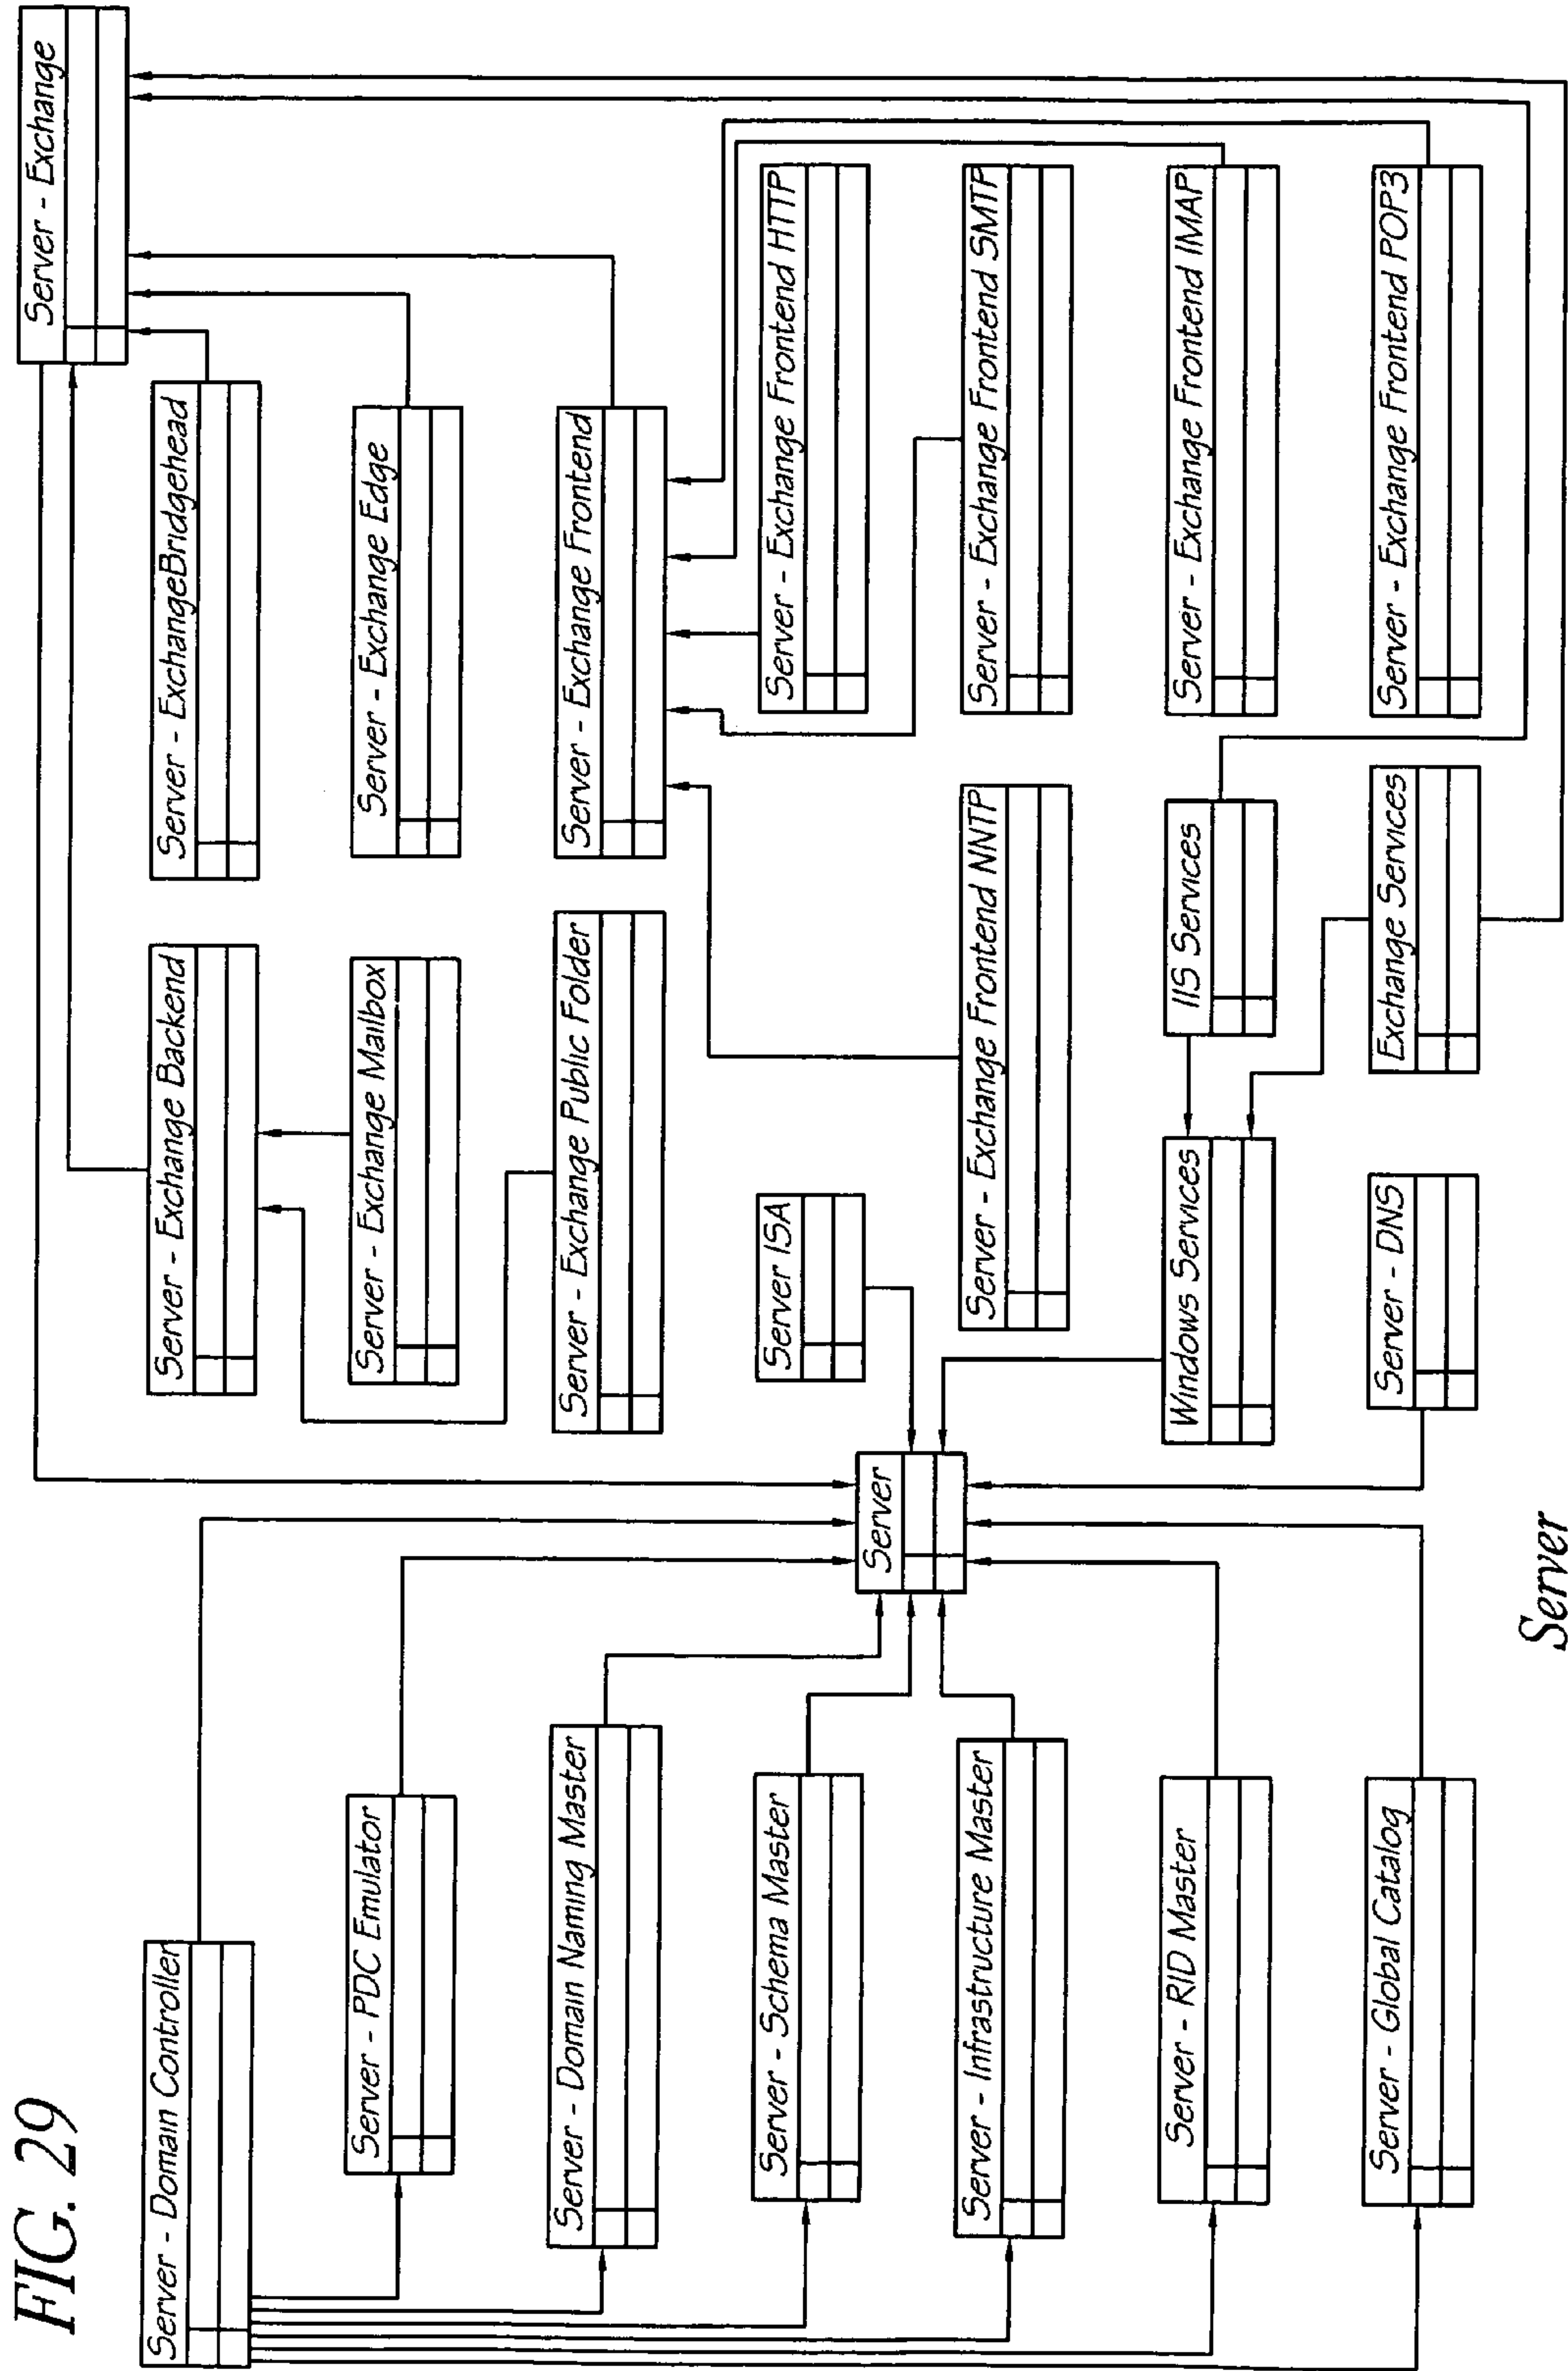 FIG. 29
Server - Domain Controller
Server - PDC Emulator
Server - Domain Naming Master
Server - Schema Master
Server - Infrastructure Master
Server - RID Master
Server - Global Catalog
Server
Server - Exchange Backend
Server - Exchange Mailbox
Server - Exchange Public Folder
Server ISA
Server - Exchange Frontend NNTP
Windows Services
IIS Services
Server - DNS
Exchange Services
Server - Exchange
Server - ExchangeBridgehead
Server - Exchange Edge
Server - Exchange Frontend
Server - Exchange Frontend HTTP
Server - Exchange Frontend SMTP
Server - Exchange Frontend IMAP
Server - Exchange Frontend POP3
Server